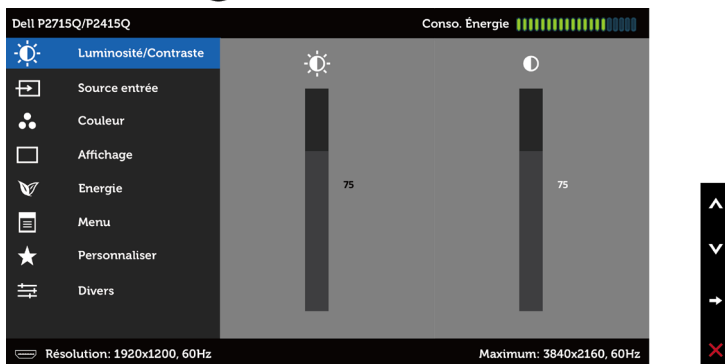 Dell P2715Q/P2415Q
Conso. Énergie
Luminosité/Contraste
Source entrée
Couleur
Affichage
Energie
75
75
Menu
Personnaliser
Divers
Résolution: 1920x1200, 60Hz
Maximum: 3840x2160, 60Hz